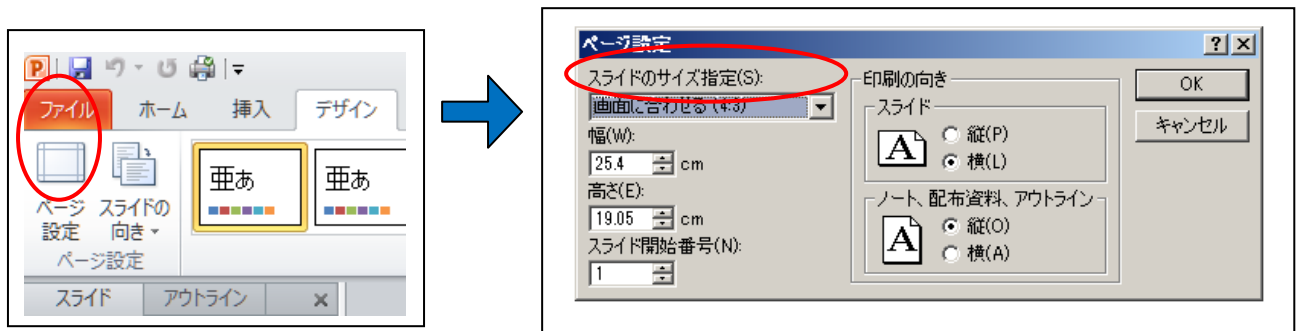 P
ファイル ホーム 挿入 デザイン
亜あ 亜あ
ページ設定
スライドの向き
ページ設定
スライド アウトライン ×
ページ設定 ? ×
スライドのサイズ指定(S):
画面に合わせる (4:3)
幅(W):
25.4 cm
高さ(E):
19.05 cm
スライド開始番号(N):
1
印刷の向き
スライド
A
縦(P)
横(L)
ノート、配布資料、アウトライン
A
縦(O)
横(A)
OK
キャンセル